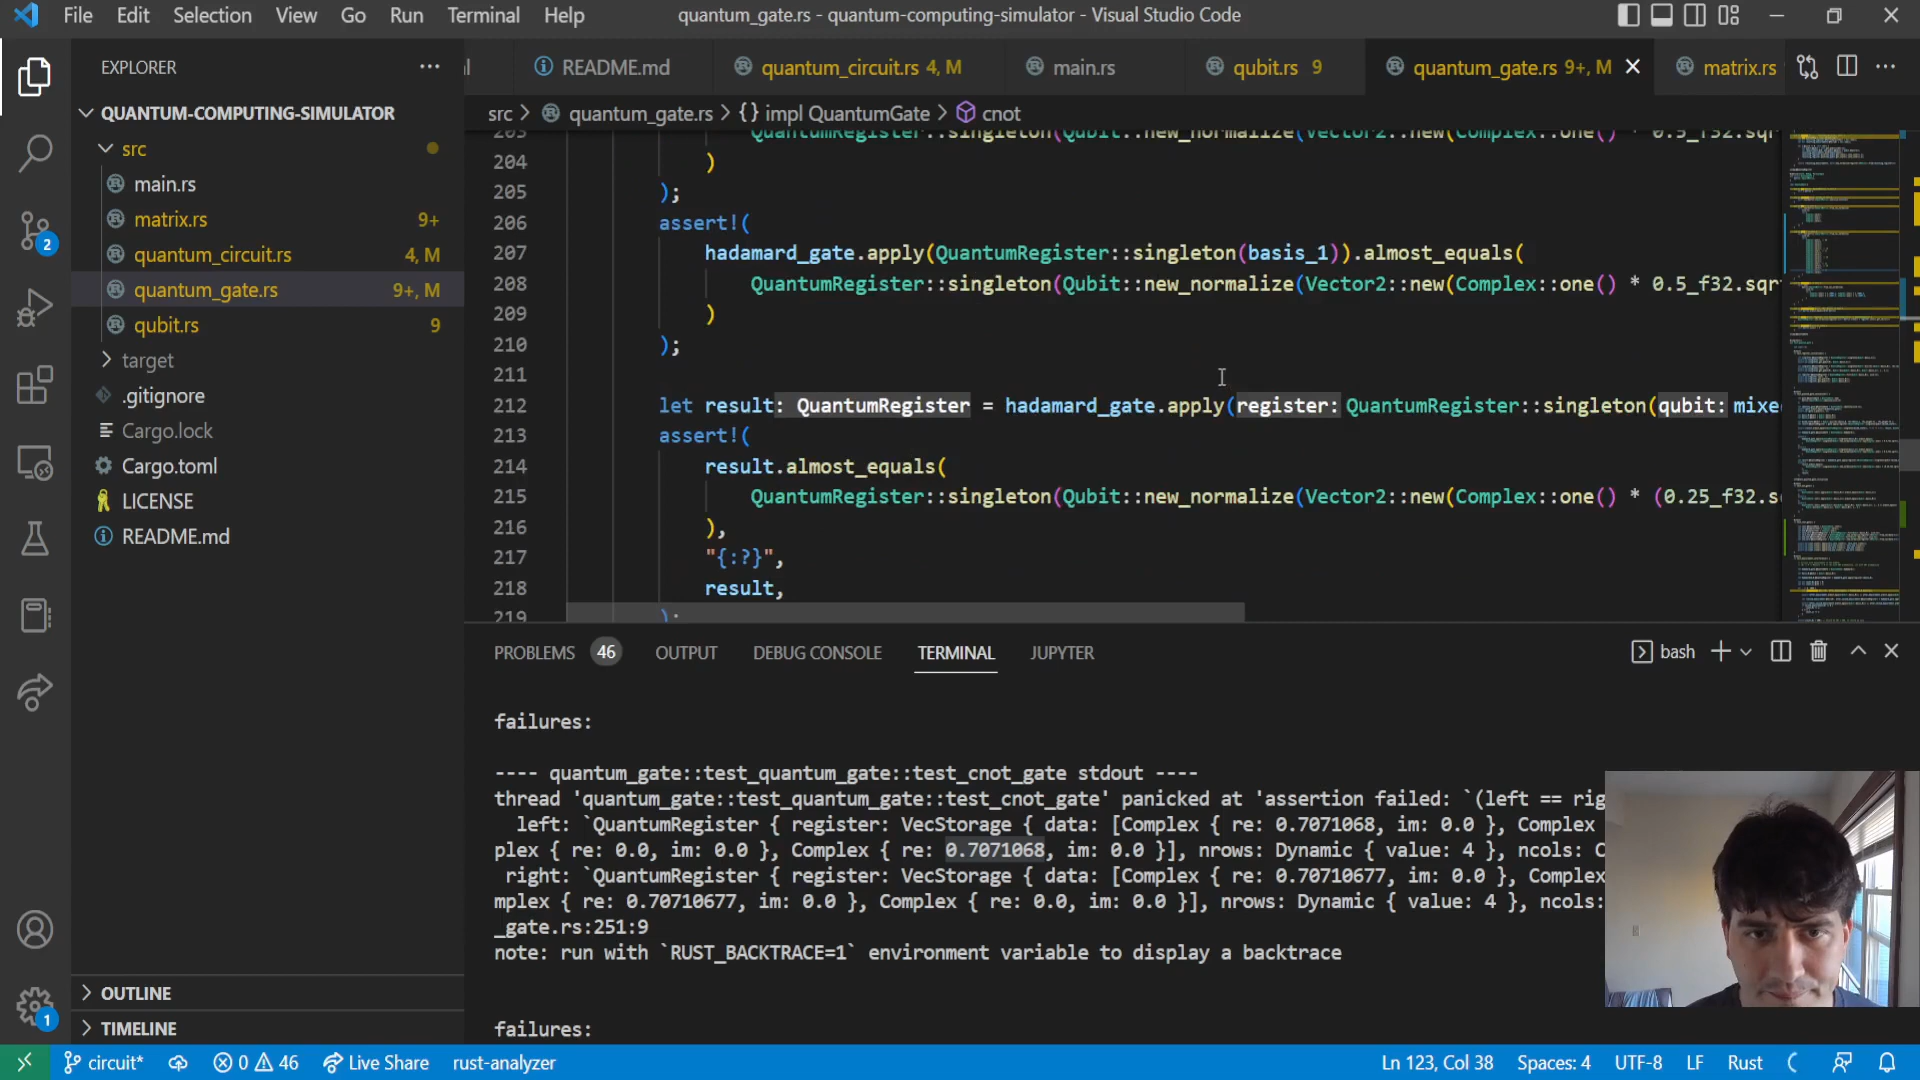 File Edit Selection View Go Run Terminal Help
quantum_gate.rs - quantum-computing-simulator - Visual Studio Code
EXPLORER
README.md
quantum_circuit.rs 4, M
main.rs
qubit.rs 9
quantum_gate.rs 9+, M
matrix.rs
QUANTUM-COMPUTING-SIMULATOR
src
main.rs
matrix.rs 9+
quantum_circuit.rs 4, M
quantum_gate.rs 9+, M
qubit.rs 9
target
.gitignore
Cargo.lock
Cargo.toml
LICENSE
README.md
OUTLINE
TIMELINE
2
1
src > quantum_gate.rs > {} impl QuantumGate > cnot
203 QuantumRegister::singleton(Qubit::new_normalize(Vector2::new(Complex::one() * 0.5_f32.sqr
204 )
205 );
206 assert!(
207 hadamard_gate.apply(QuantumRegister::singleton(basis_1)).almost_equals(
208 QuantumRegister::singleton(Qubit::new_normalize(Vector2::new(Complex::one() * 0.5_f32.sqr
209 )
210 );
211
212 let result: QuantumRegister = hadamard_gate.apply(register: QuantumRegister::singleton(qubit: mixe
213 assert!(
214 result.almost_equals(
215 QuantumRegister::singleton(Qubit::new_normalize(Vector2::new(Complex::one() * (0.25_f32.s
216 ),
217 "{:?}",
218 result,
219 );
PROBLEMS 46 OUTPUT DEBUG CONSOLE TERMINAL JUPYTER
bash
failures:
---- quantum_gate::test_quantum_gate::test_cnot_gate stdout ----
thread 'quantum_gate::test_quantum_gate::test_cnot_gate' panicked at 'assertion failed: `(left == rig
left: `QuantumRegister { register: VecStorage { data: [Complex { re: 0.7071068, im: 0.0 }, Complex
plex { re: 0.0, im: 0.0 }, Complex { re: 0.7071068, im: 0.0 }], nrows: Dynamic { value: 4 }, ncols: C
right: `QuantumRegister { register: VecStorage { data: [Complex { re: 0.70710677, im: 0.0 }, Complex
mplex { re: 0.70710677, im: 0.0 }, Complex { re: 0.0, im: 0.0 }], nrows: Dynamic { value: 4 }, ncols:
_gate.rs:251:9
note: run with `RUST_BACKTRACE=1` environment variable to display a backtrace
failures:
circuit* 0 46 Live Share rust-analyzer
Ln 123, Col 38 Spaces: 4 UTF-8 LF Rust